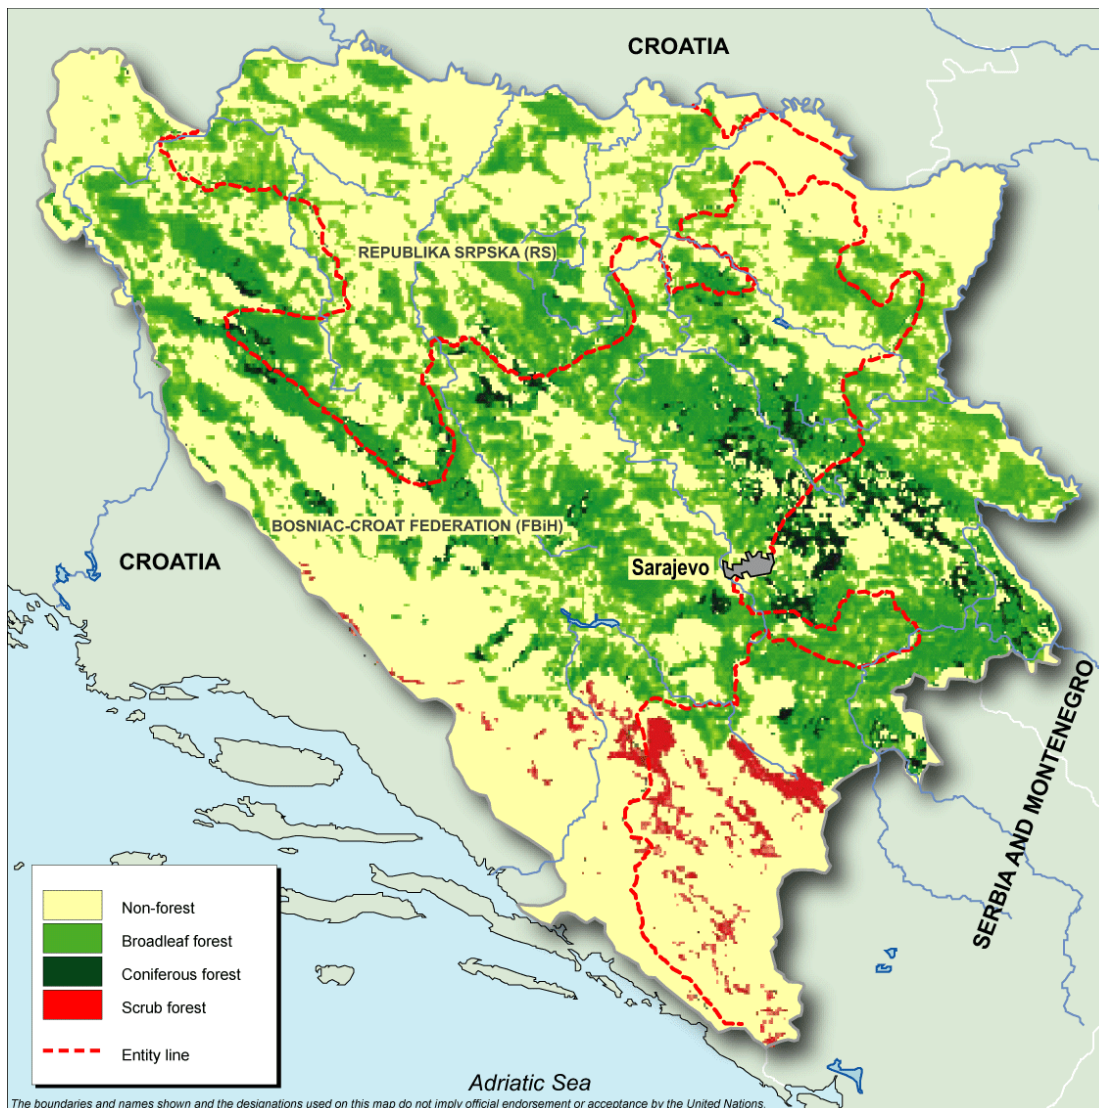 CROATIA
REPUBLIKA SRPSKA (RS)
BOSNIAC-CROAT FEDERATION (FBiH)
CROATIA
Sarajevo
SERBIA AND MONTENEGRO
Non-forest
Broadleaf forest
Coniferous forest
Scrub forest
Entity line
Adriatic Sea
The boundaries and names shown and the designations used on this map do not imply official endorsement or acceptance by the United Nations.